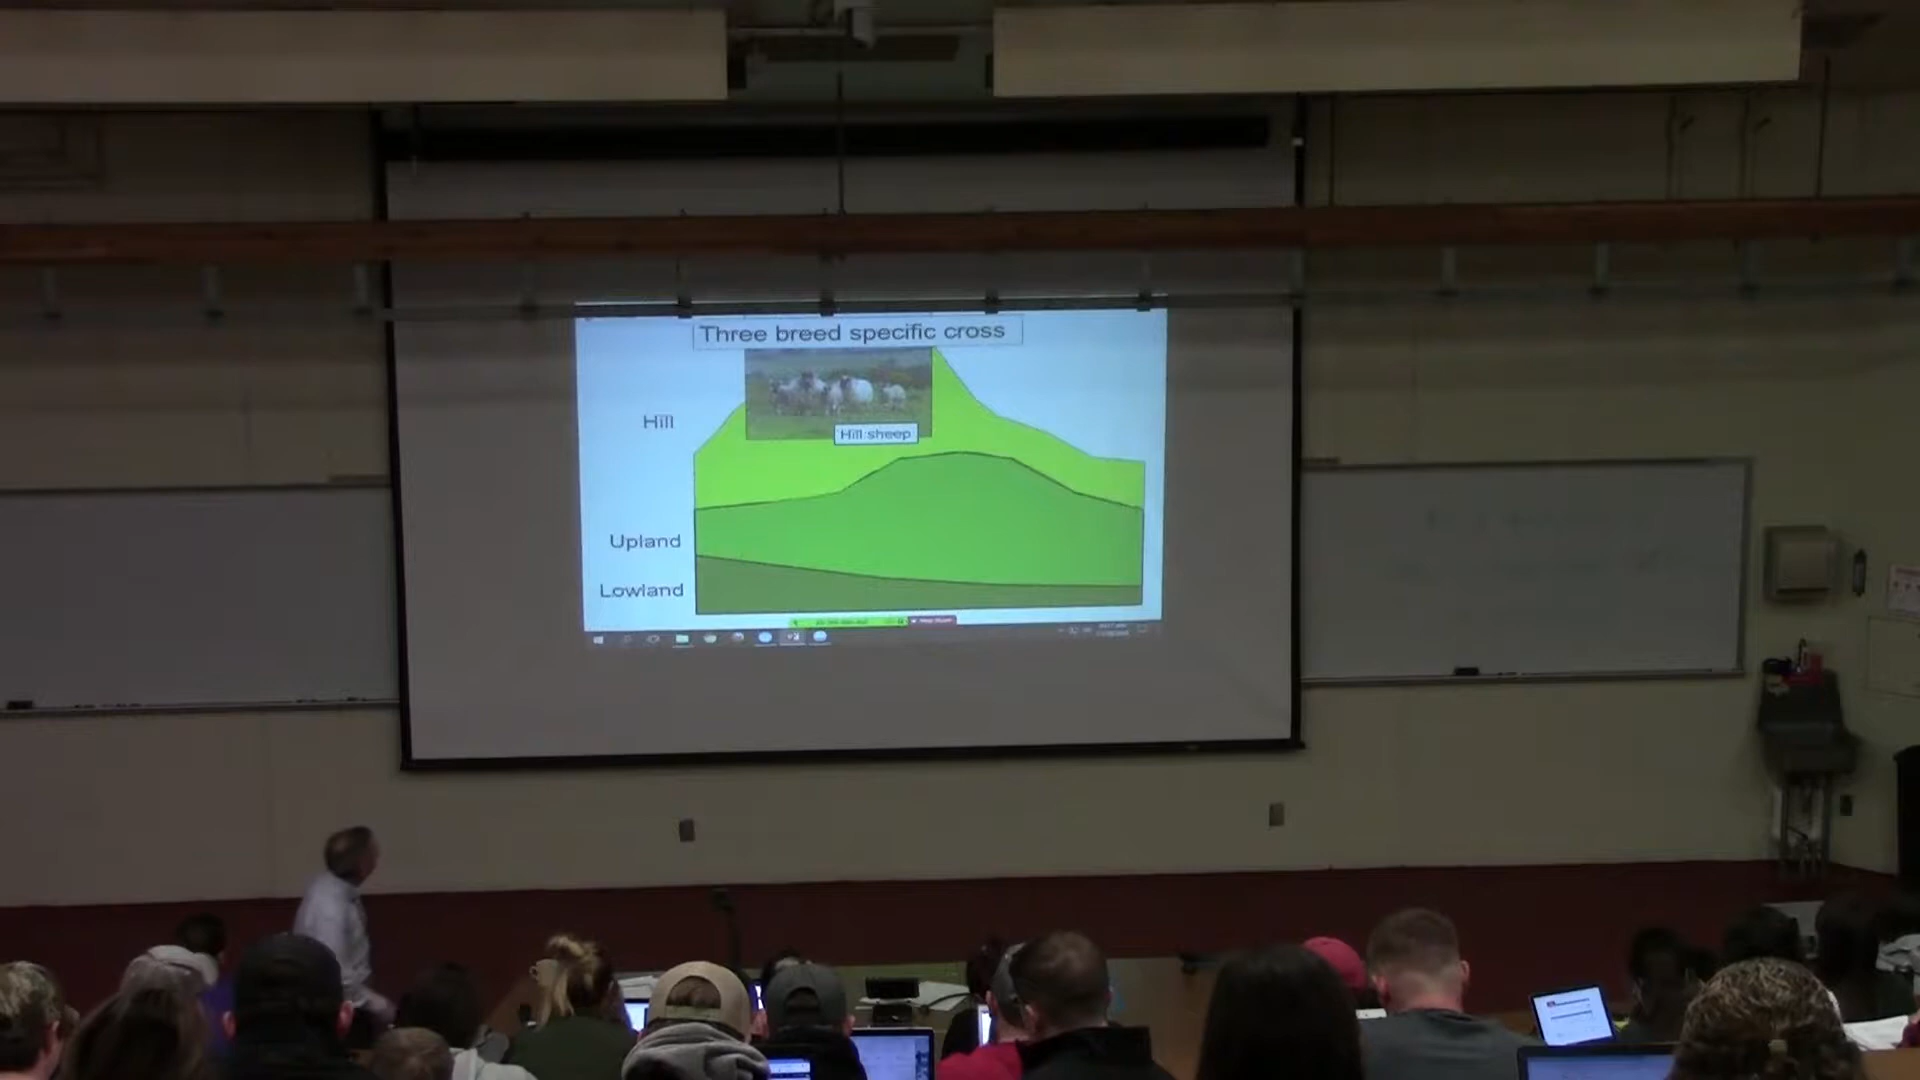 Three breed specific cross
Hill
Hill sheep
Upland
Lowland